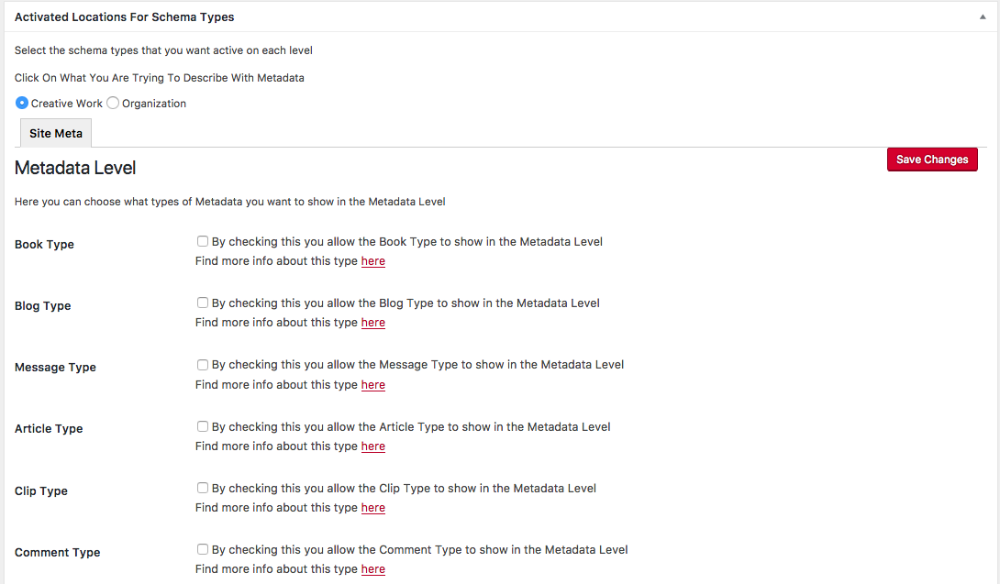 Activated Locations For Schema Types
Select the schema types that you want active on each level
Click On What You Are Trying To Describe With Metadata
Creative Work Organization
Site Meta
Save Changes
Metadata Level
Here you can choose what types of Metadata you want to show in the Metadata Level
Book Type By checking this you allow the Book Type to show in the Metadata Level
Find more info about this type here
Blog Type By checking this you allow the Blog Type to show in the Metadata Level
Find more info about this type here
Message Type By checking this you allow the Message Type to show in the Metadata Level
Find more info about this type here
Article Type By checking this you allow the Article Type to show in the Metadata Level
Find more info about this type here
Clip Type By checking this you allow the Clip Type to show in the Metadata Level
Find more info about this type here
Comment Type By checking this you allow the Comment Type to show in the Metadata Level
Find more info about this type here